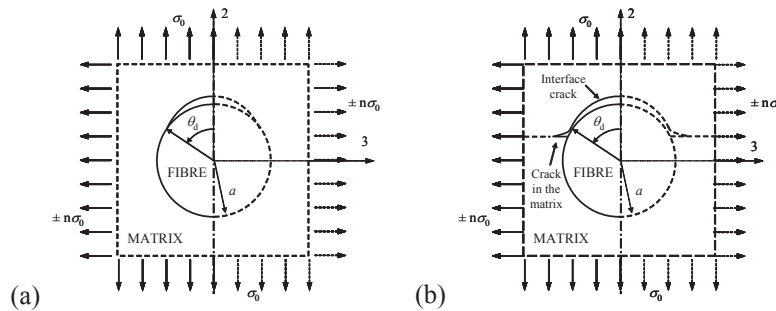 σ₀
2
± nσ₀
θd
3
FIBRE
a
± nσ₀
MATRIX
σ₀
(a)
σ₀
2
Interface
crack
± nσ₀
θd
3
Crack
in the
matrix
FIBRE
a
± nσ₀
MATRIX
σ₀
(b)